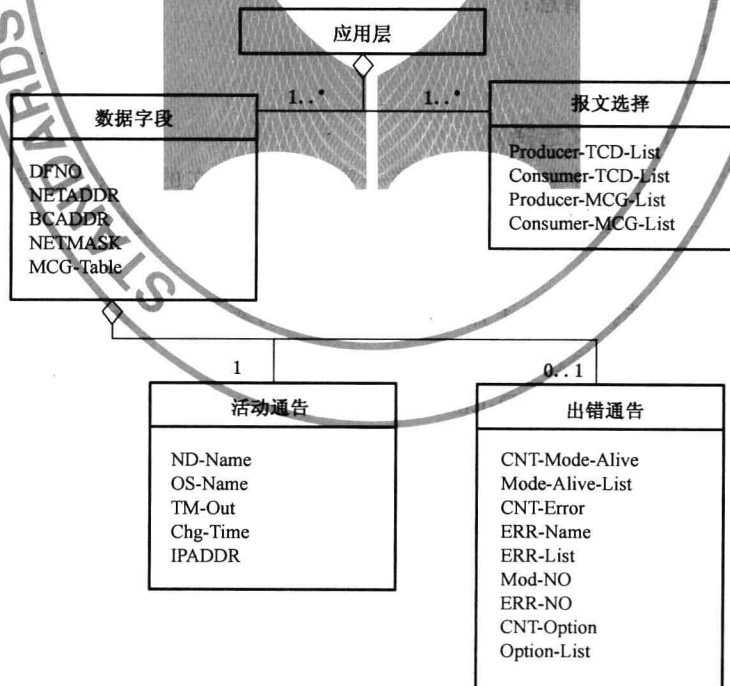 应用层
1..*
1..*
数据字段
DFNO
NETADDR
BCADDR
NETMASK
MCG-Table
报文选择
Producer-TCD-List
Consumer-TCD-List
Producer-MCG-List
Consumer-MCG-List
STANDARDS
1
0..1
活动通告
ND-Name
OS-Name
TM-Out
Chg-Time
IPADDR
出错通告
CNT-Mode-Alive
Mode-Alive-List
CNT-Error
ERR-Name
ERR-List
Mod-NO
ERR-NO
CNT-Option
Option-List